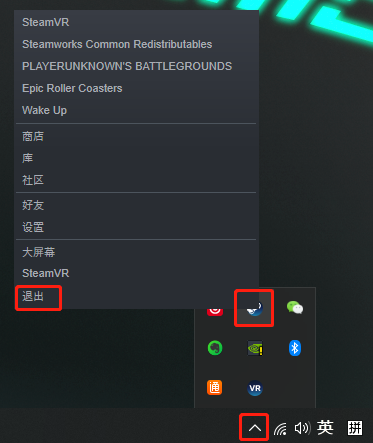 SteamVR
Steamworks Common Redistributables
PLAYERUNKNOWN'S BATTLEGROUNDS
Epic Roller Coasters
Wake Up
商店
库
社区
好友
设置
大屏幕
SteamVR
退出
通
VR
英
拼